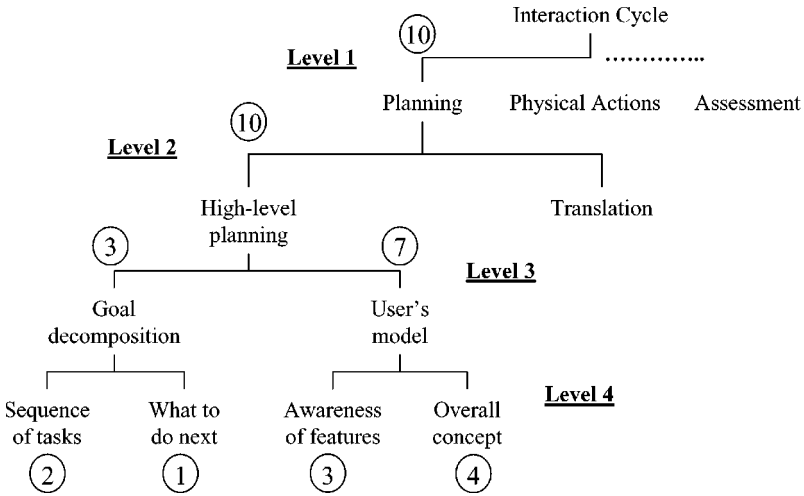 Interaction Cycle
10
Level 1
Planning Physical Actions Assessment
10
Level 2
High-level
planning
Translation
3
7
Level 3
Goal
decomposition
User's
model
Level 4
Sequence
of tasks
What to
do next
Awareness
of features
Overall
concept
2
1
3
4